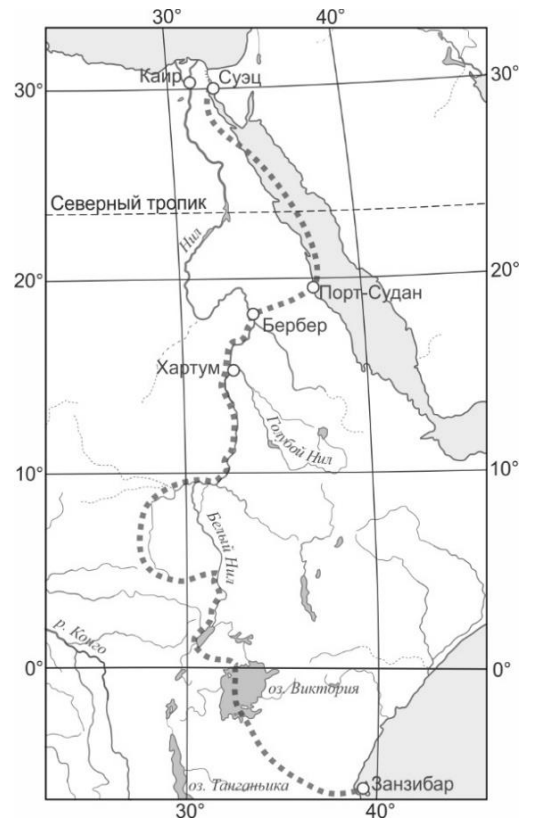 30°
40°
Каир
Суэц
30°
30°
Северный тропик
Нил
20°
20°
Порт-Судан
Бербер
Хартум
Голубой Нил
10°
10°
Белый Нил
р. Конго
0°
0°
оз. Виктория
оз. Танганьика
Занзибар
30°
40°